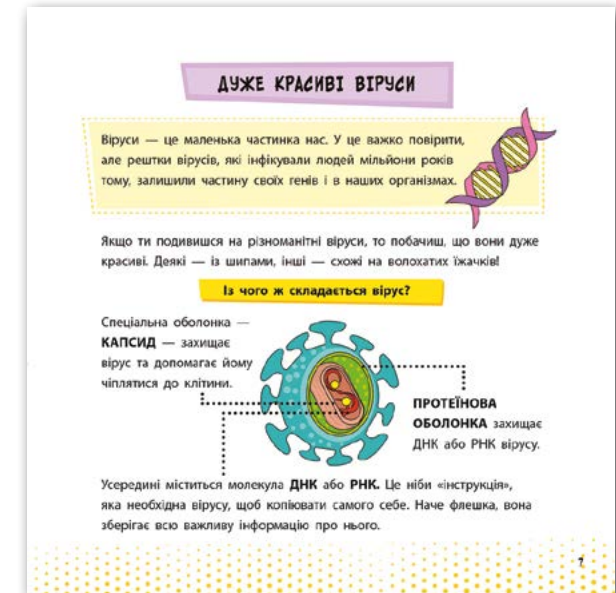 ДУЖЕ КРАСИВІ ВІРУСИ
Віруси — це маленька частинка нас. У це важко повірити,
але рештки вірусів, які інфікували людей мільйони років
тому, залишили частину своїх генів і в наших організмах.
Якщо ти подивишся на різноманітні віруси, то побачиш, що вони дуже
красиві. Деякі — із шипами, інші — схожі на волохатих їжачків!
Із чого ж складається вірус?
Спеціальна оболонка —
КАПСИД — захищає
вірус та допомагає йому
чіплятися до клітини.
ПРОТЕЇНОВА
ОБОЛОНКА захищає
ДНК або РНК вірусу.
Усередині міститься молекула ДНК або РНК. Це ніби «інструкція»,
яка необхідна вірусу, щоб копіювати самого себе. Наче флешка, вона
зберігає всю важливу інформацію про нього.
7